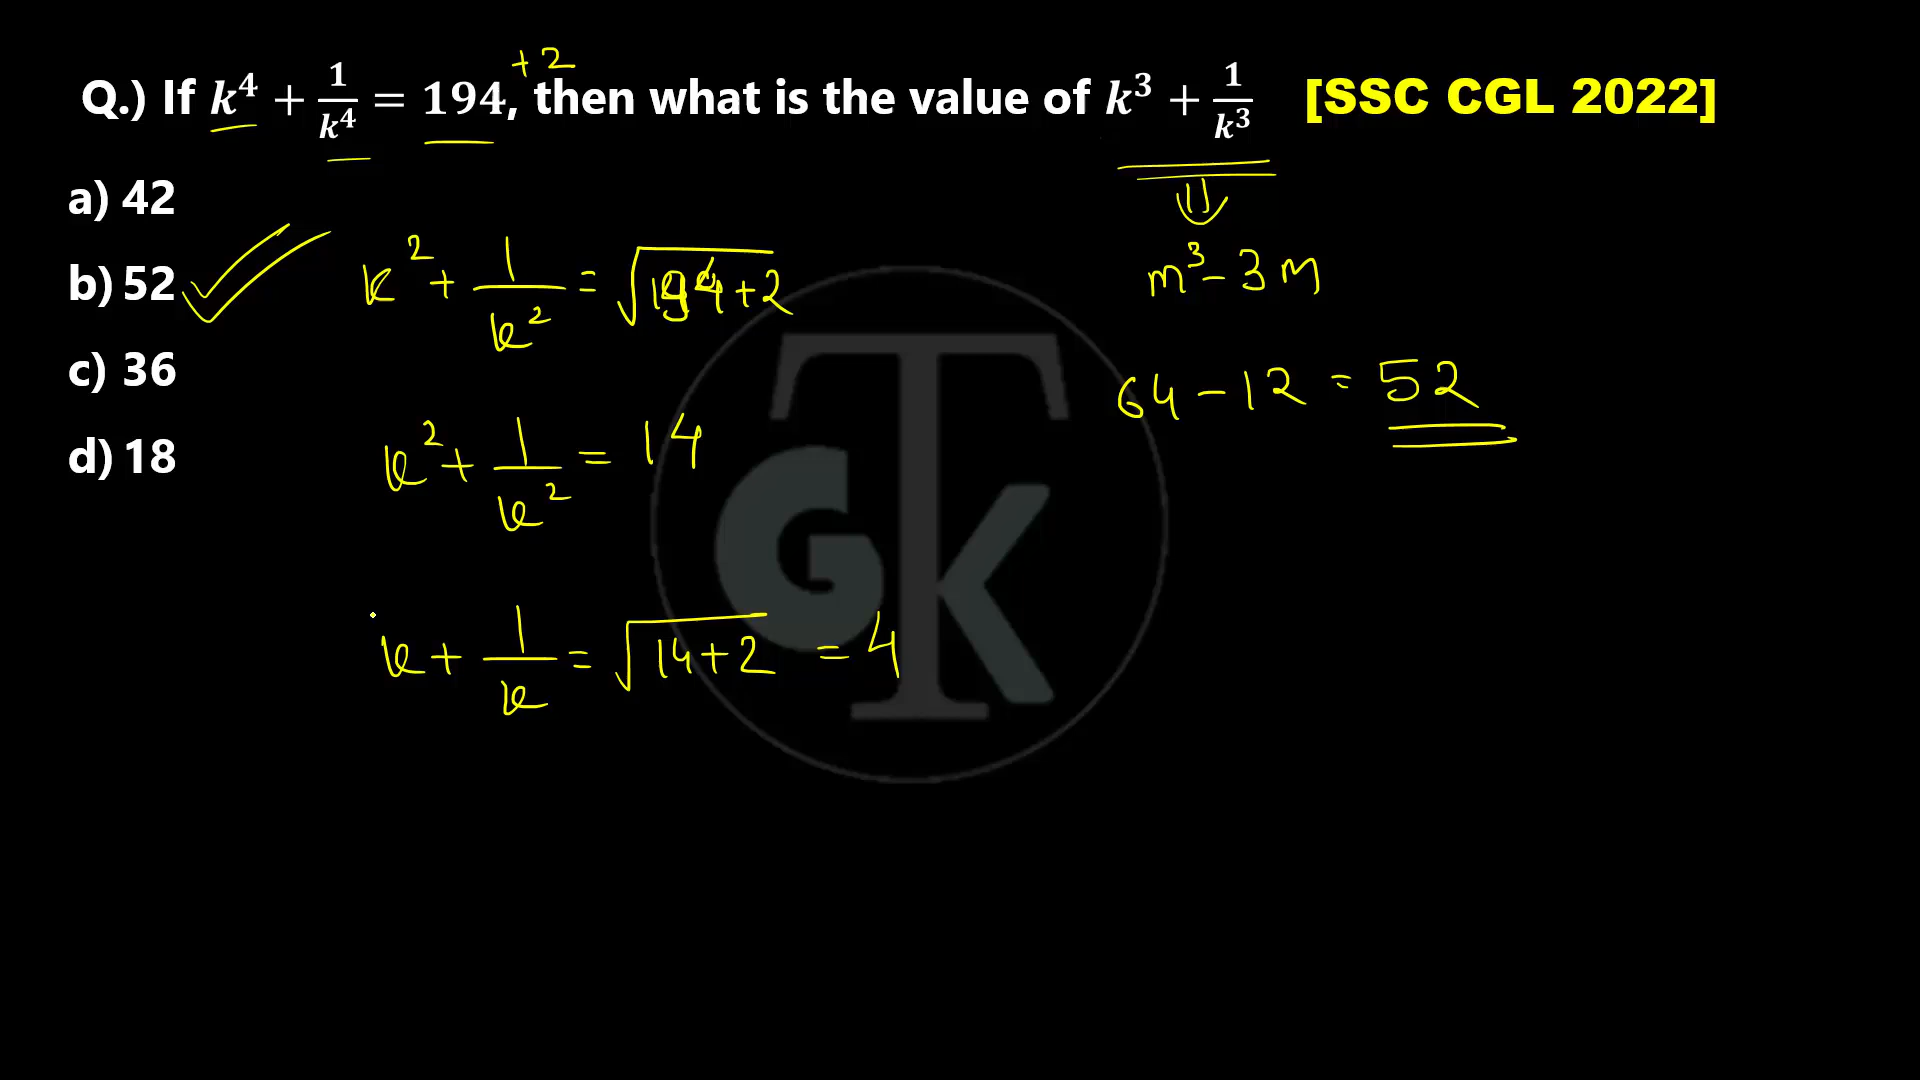 +2
Q.) If k⁴ + 1/k⁴ = 194, then what is the value of k³ + 1/k³ [SSC CGL 2022]
a) 42
b) 52
c) 36
d) 18
k² + 1/k² = √194+2
m³ - 3m
64 - 12 = 52
k² + 1/k² = 14
k + 1/k = √14+2 = 4
GTK